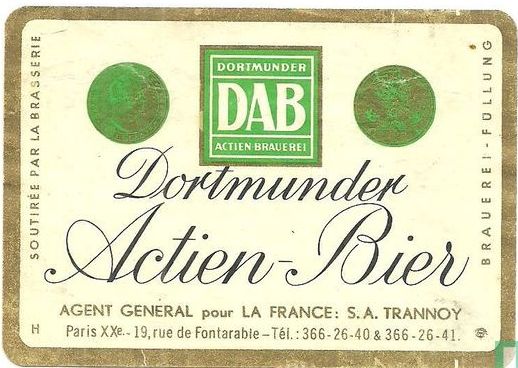 DORTMUNDER
DAB
ACTIEN-BRAUEREI
SOUTIRÉE PAR LA BRASSERIE
BRAUEREI-FÜLLUNG
Dortmunder
Actien-Bier
AGENT GENERAL pour LA FRANCE: S.A. TRANNOY
H Paris XXe.- 19, rue de Fontarabie - Tél.: 366-26-40 & 366-26-41.